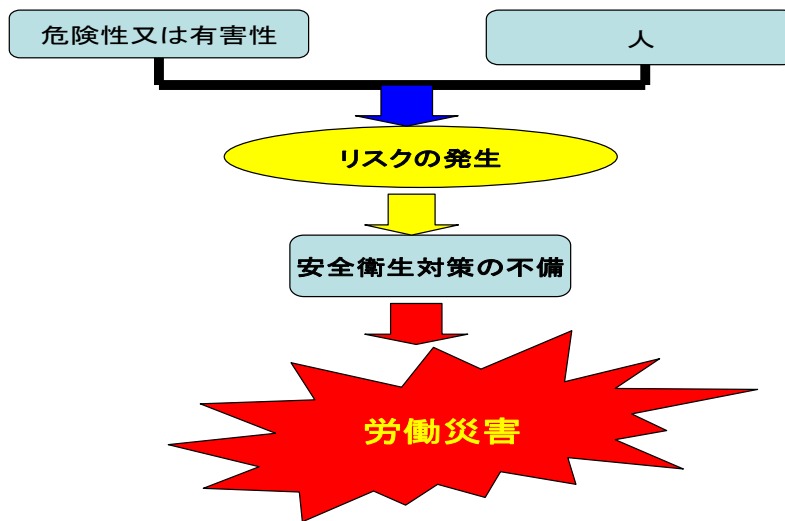 危険性又は有害性
人
リスクの発生
安全衛生対策の不備
労働災害